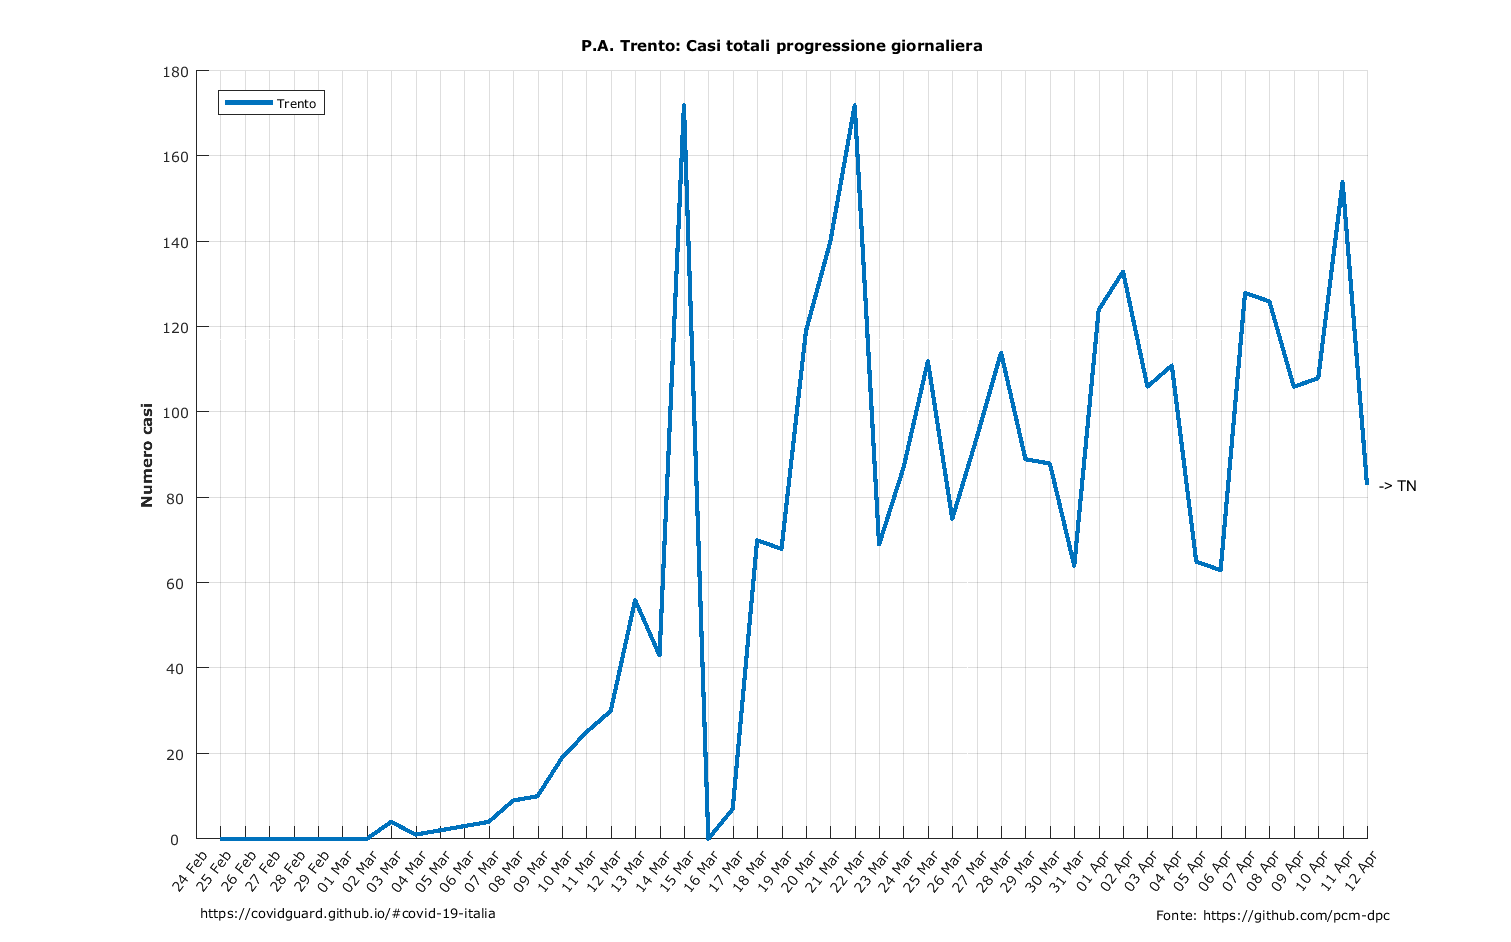 P.A. Trento: Casi totali progressione giornaliera
Trento
Numero casi
180
160
140
120
100
80
60
40
20
0
-> TN
24 Feb
25 Feb
26 Feb
27 Feb
28 Feb
29 Feb
01 Mar
02 Mar
03 Mar
04 Mar
05 Mar
06 Mar
07 Mar
08 Mar
09 Mar
10 Mar
11 Mar
12 Mar
13 Mar
14 Mar
15 Mar
16 Mar
17 Mar
18 Mar
19 Mar
20 Mar
21 Mar
22 Mar
23 Mar
24 Mar
25 Mar
26 Mar
27 Mar
28 Mar
29 Mar
30 Mar
31 Mar
01 Apr
02 Apr
03 Apr
04 Apr
05 Apr
06 Apr
07 Apr
08 Apr
09 Apr
10 Apr
11 Apr
12 Apr
https://covidguard.github.io/#covid-19-italia
Fonte: https://github.com/pcm-dpc